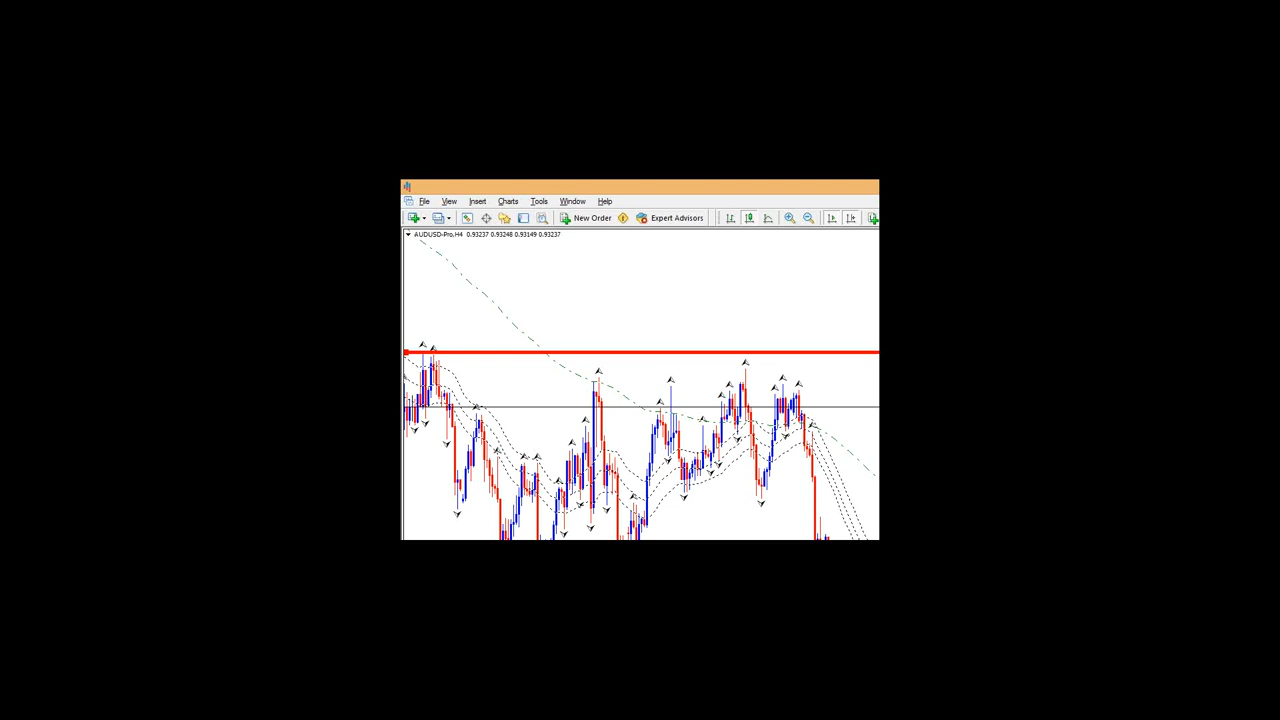 File View Insert Charts Tools Window Help
New Order Expert Advisors
AUDUSD-Pro,H4 0.93237 0.93248 0.93149 0.93237